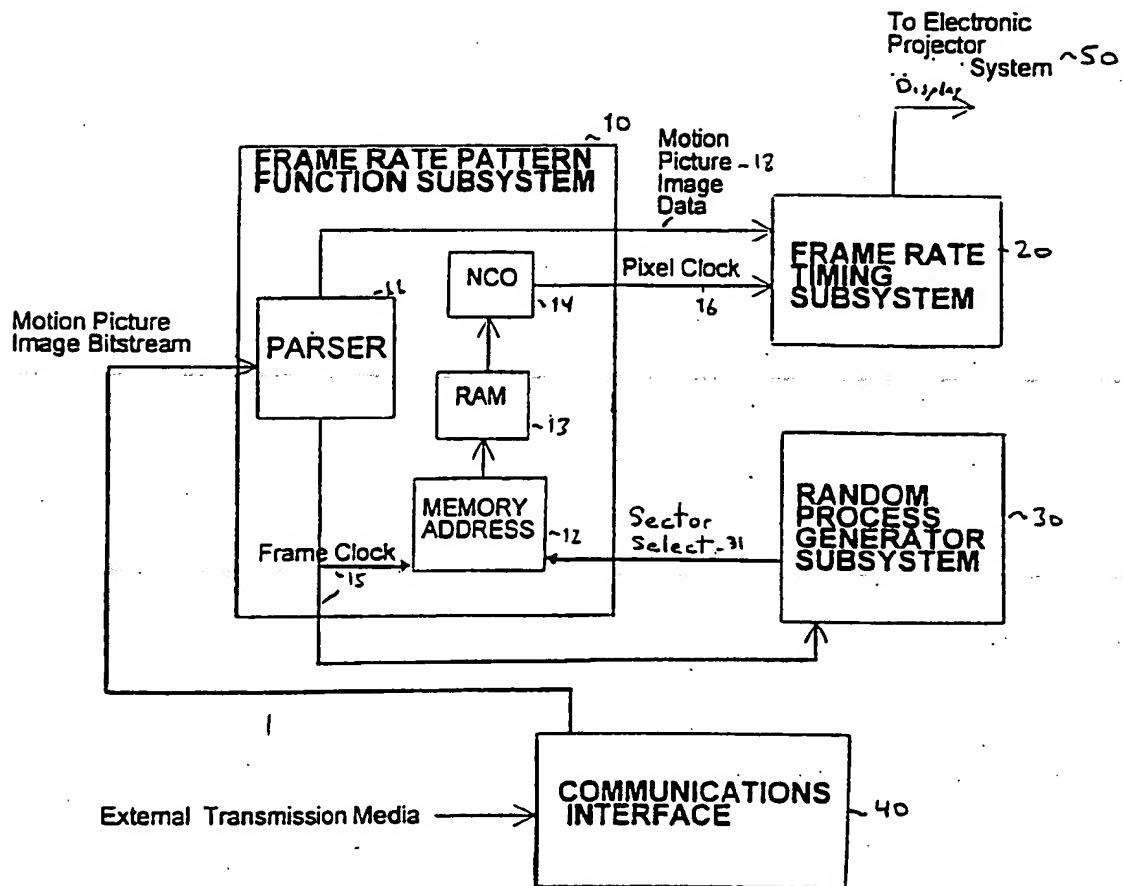 To Electronic
Projector
System ~50
Display
~10
FRAME RATE PATTERN
FUNCTION SUBSYSTEM
Motion
Picture -18
Image
Data
FRAME RATE
TIMING
SUBSYSTEM
-20
NCO
~14
Pixel Clock
16
~11
PARSER
Motion Picture
Image Bitstream
RAM
~13
MEMORY
ADDRESS
~12
Sector
Select -31
RANDOM
PROCESS
GENERATOR
SUBSYSTEM
~30
Frame Clock
~15
1
COMMUNICATIONS
INTERFACE
~40
External Transmission Media